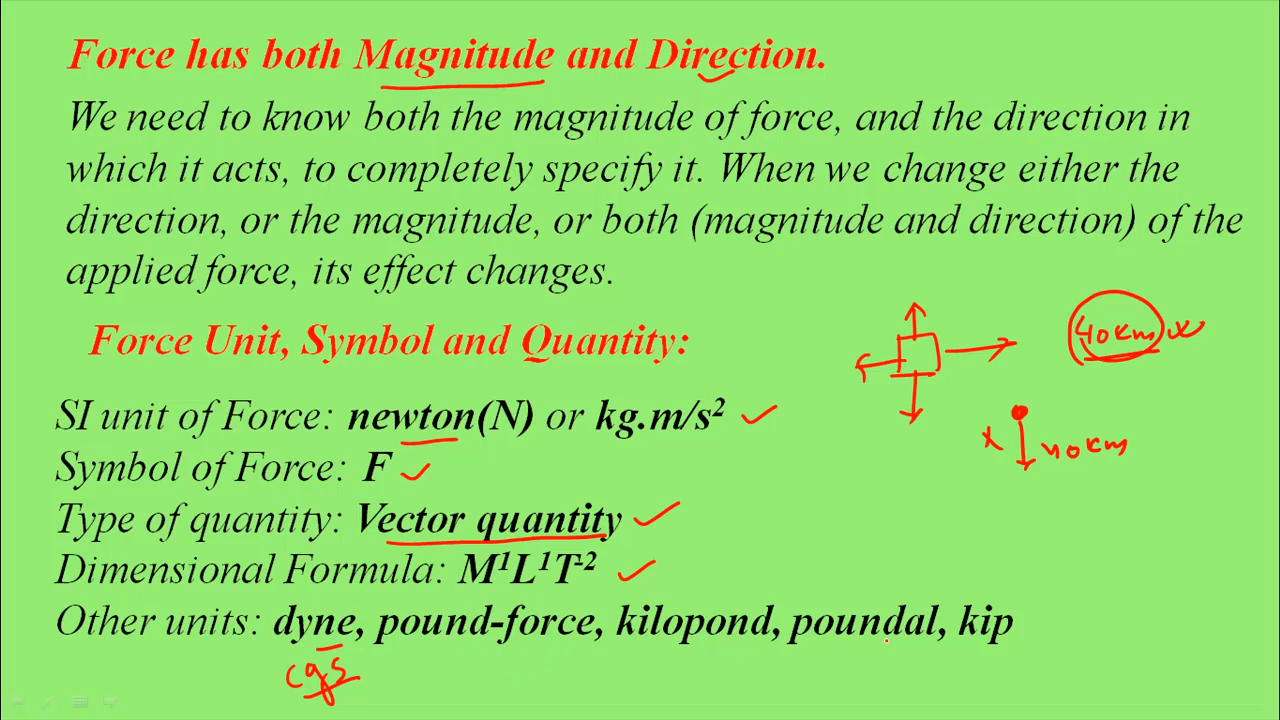 Force has both Magnitude and Direction.
We need to know both the magnitude of force, and the direction in
which it acts, to completely specify it. When we change either the
direction, or the magnitude, or both (magnitude and direction) of the
applied force, its effect changes.
Force Unit, Symbol and Quantity:
40km x
SI unit of Force: newton(N) or kg.m/s²
x 40km
Symbol of Force: F
Type of quantity: Vector quantity
Dimensional Formula: M¹L¹T⁻²
Other units: dyne, pound-force, kilopond, poundal, kip
cgs